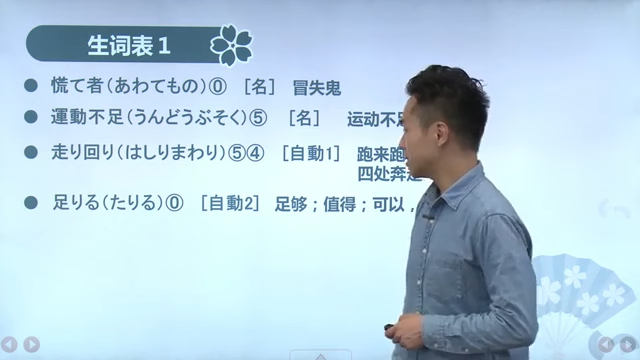 生词表1
● 慌て者(あわてもの)⓪ [名] 冒失鬼
● 運動不足(うんどうぶそく)⑤ [名] 运动不
● 走り回り(はしりまわり)⑤④ [自動1] 跑来跑
四处奔走
● 足りる(たりる)⓪ [自動2] 足够；值得；可以，